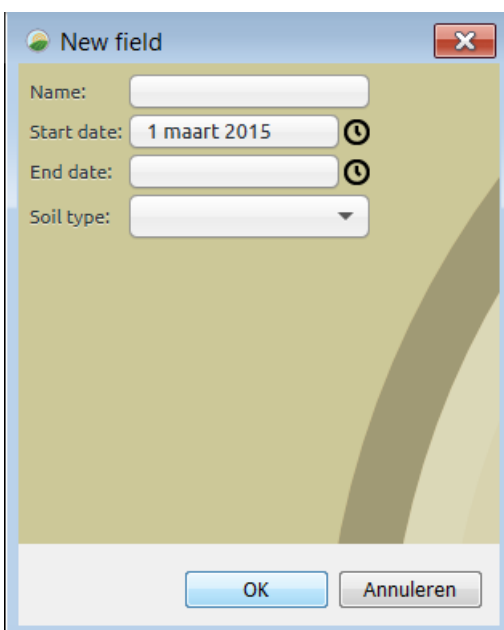 New field
Name:
Start date: 1 maart 2015
End date:
Soil type:
OK Annuleren